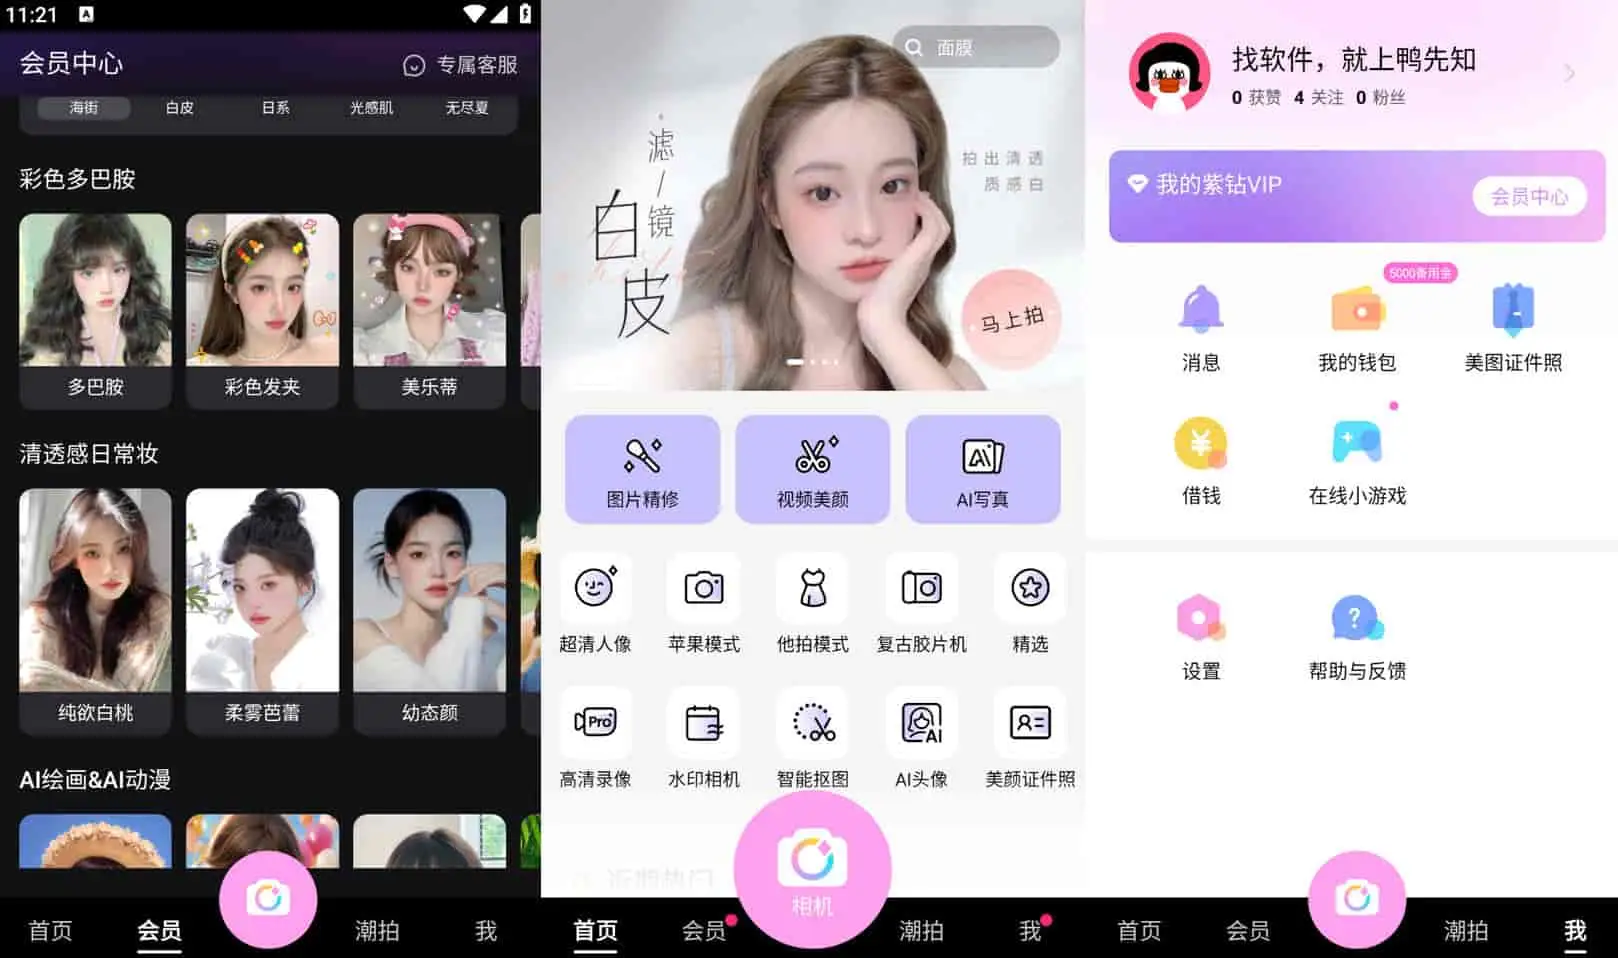 11:21
会员中心
专属客服
海街 白皮 日系 光感肌 无尽夏
彩色多巴胺
多巴胺 彩色发夹 美乐蒂
清透感日常妆
纯欲白桃 柔雾芭蕾 幼态颜
AI绘画&AI动漫
首页 会员 潮拍 我
面膜
滤/镜
白皮
拍出清透
质感白
马上拍
图片精修 视频美颜 AI写真
超清人像 苹果模式 他拍模式 复古胶片机 精选
Pro
AI
高清录像 水印相机 智能抠图 AI头像 美颜证件照
近期热门
相机
首页 会员 潮拍 我
找软件，就上鸭先知
0 获赞 4 关注 0 粉丝
我的紫钻VIP
会员中心
5000备用金
消息 我的钱包 美图证件照
借钱 在线小游戏
设置 帮助与反馈
首页 会员 潮拍 我